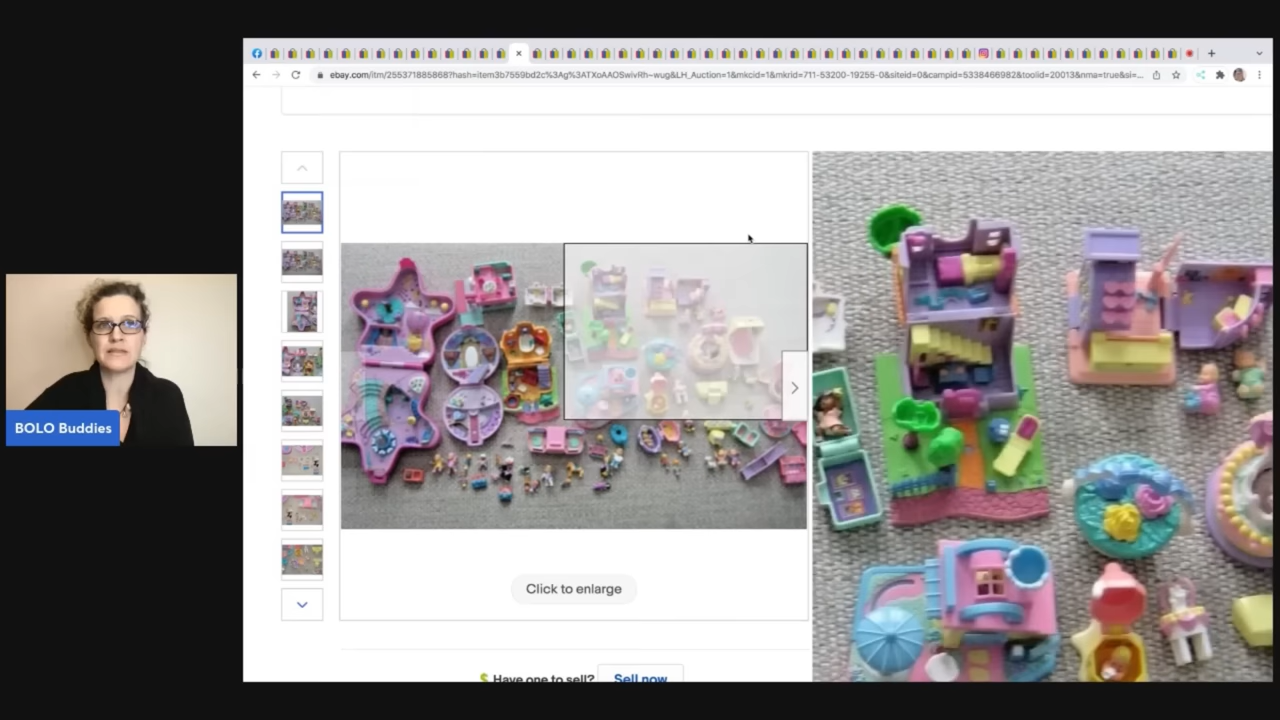 ebay.com/itm/255371885868?hash=item3b7559bd2c%3Ag%3ATXoAAOSwivRh~wug&LH_Auction=1&mkcid=1&mkrid=711-53200-19255-0&siteid=0&campid=5338466982&toolid=20013&nma=true&si=...
BOLO Buddies
Click to enlarge
$ Have one to sell? Sell now